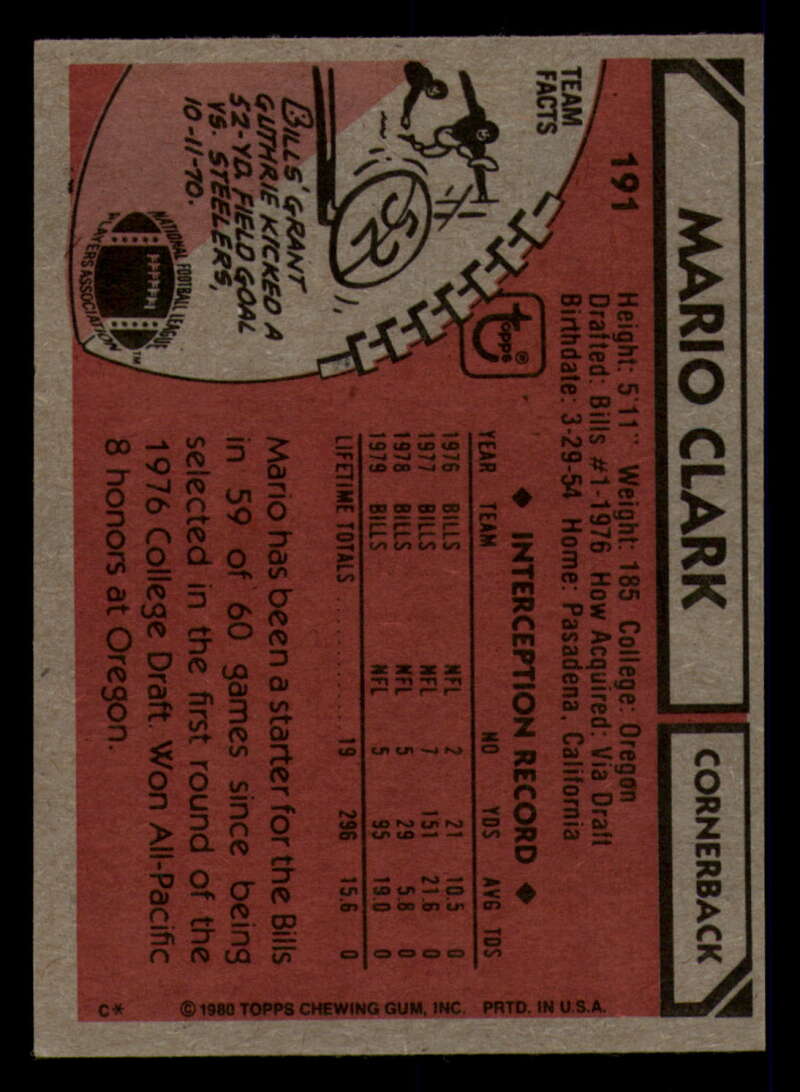 MARIO CLARK
CORNERBACK
191
Height: 5'11" Weight: 185 College: Oregon
Drafted: Bills #1-1976 How Acquired: Via Draft
Birthdate: 3-29-54 Home: Pasadena, California
TEAM
FACTS
52
BILLS' GRANT
GUTHRIE KICKED A
52-YD. FIELD GOAL
VS. STEELERS,
10-11-70.
NATIONAL FOOTBALL LEAGUE
PLAYERS ASSOCIATION™
topps®
◆ INTERCEPTION RECORD ◆
YEAR TEAM NO YDS AVG TDS
1976 BILLS NFL 2 21 10.5 0
1977 BILLS NFL 7 151 21.6 0
1978 BILLS NFL 5 29 5.8 0
1979 BILLS NFL 5 95 19.0 0
LIFETIME TOTALS .................. 19 296 15.6 0
Mario has been a starter for the Bills
in 59 of 60 games since being
selected in the first round of the
1976 College Draft. Won All-Pacific
8 honors at Oregon.
C* ©1980 TOPPS CHEWING GUM, INC. PRTD. IN U.S.A.